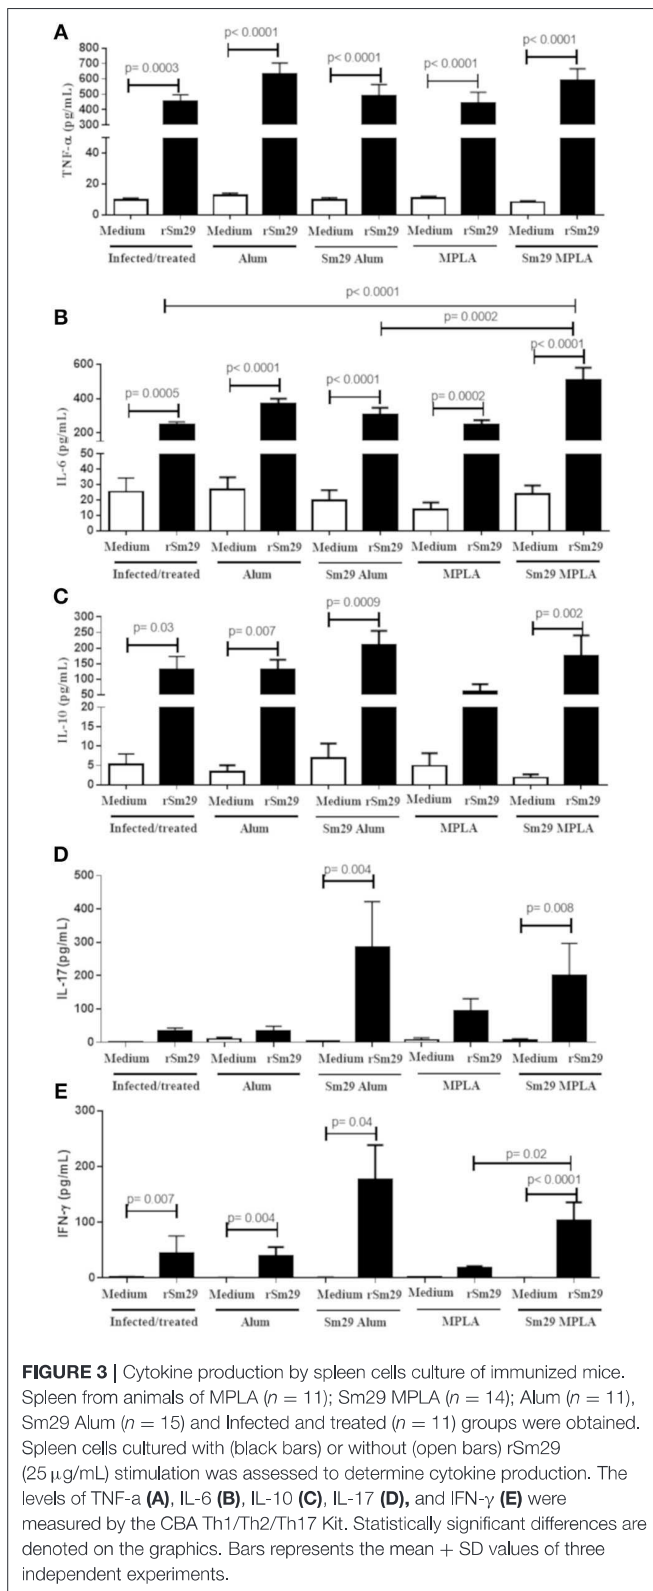 A
p= 0.0003
p< 0.0001
p< 0.0001
p< 0.0001
p< 0.0001
TNF-α (pg/mL)
800
700
600
500
400
300
40
20
0
Medium rSm29 Medium rSm29 Medium rSm29 Medium rSm29 Medium rSm29
Infected/treated Alum Sm29 Alum MPLA Sm29 MPLA
B
p< 0.0001
p= 0.0002
p= 0.0005
p< 0.0001
p< 0.0001
p= 0.0002
p< 0.0001
IL-6 (pg/mL)
600
400
200
50
40
30
20
10
0
Medium rSm29 Medium rSm29 Medium rSm29 Medium rSm29 Medium rSm29
Infected/treated Alum Sm29 Alum MPLA Sm29 MPLA
C
p= 0.03
p= 0.007
p= 0.0009
p= 0.002
IL-10 (pg/mL)
300
250
200
150
100
50
20
15
10
5
0
Medium rSm29 Medium rSm29 Medium rSm29 Medium rSm29 Medium rSm29
Infected/treated Alum Sm29 Alum MPLA Sm29 MPLA
D
p= 0.004
p= 0.008
IL-17(pg/mL)
500
400
300
200
100
0
Medium rSm29 Medium rSm29 Medium rSm29 Medium rSm29 Medium rSm29
Infected/treated Alum Sm29 Alum MPLA Sm29 MPLA
E
p= 0.007
p= 0.004
p= 0.04
p= 0.02
p< 0.0001
IFN-γ (pg/mL)
300
200
100
0
Medium rSm29 Medium rSm29 Medium rSm29 Medium rSm29 Medium rSm29
Infected/treated Alum Sm29 Alum MPLA Sm29 MPLA
FIGURE 3 | Cytokine production by spleen cells culture of immunized mice.
Spleen from animals of MPLA (n = 11); Sm29 MPLA (n = 14); Alum (n = 11),
Sm29 Alum (n = 15) and Infected and treated (n = 11) groups were obtained.
Spleen cells cultured with (black bars) or without (open bars) rSm29
(25 μg/mL) stimulation was assessed to determine cytokine production. The
levels of TNF-a (A), IL-6 (B), IL-10 (C), IL-17 (D), and IFN-γ (E) were
measured by the CBA Th1/Th2/Th17 Kit. Statistically significant differences are
denoted on the graphics. Bars represents the mean + SD values of three
independent experiments.